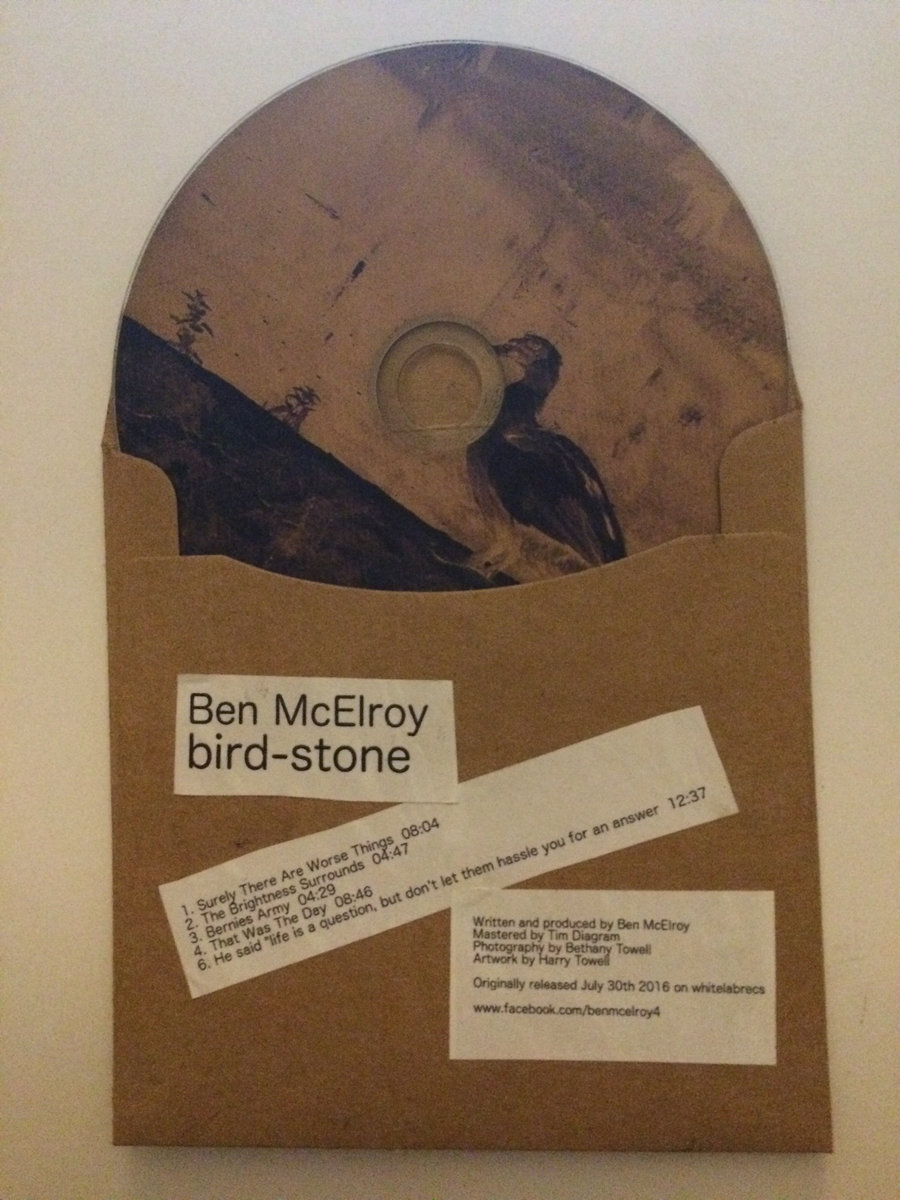 Ben McElroy
bird-stone
1. Surely There Are Worse Things 08:04
2. The Brightness Surrounds 04:47
3. Bernies Army 04:29
4. That Was The Day 08:46
6. He said "life is a question, but don't let them hassle you for an answer 12:37
Written and produced by Ben McElroy
Mastered by Tim Diagram
Photography by Bethany Towell
Artwork by Harry Towell
Originally released July 30th 2016 on whitelabrecs
www.facebook.com/benmcelroy4